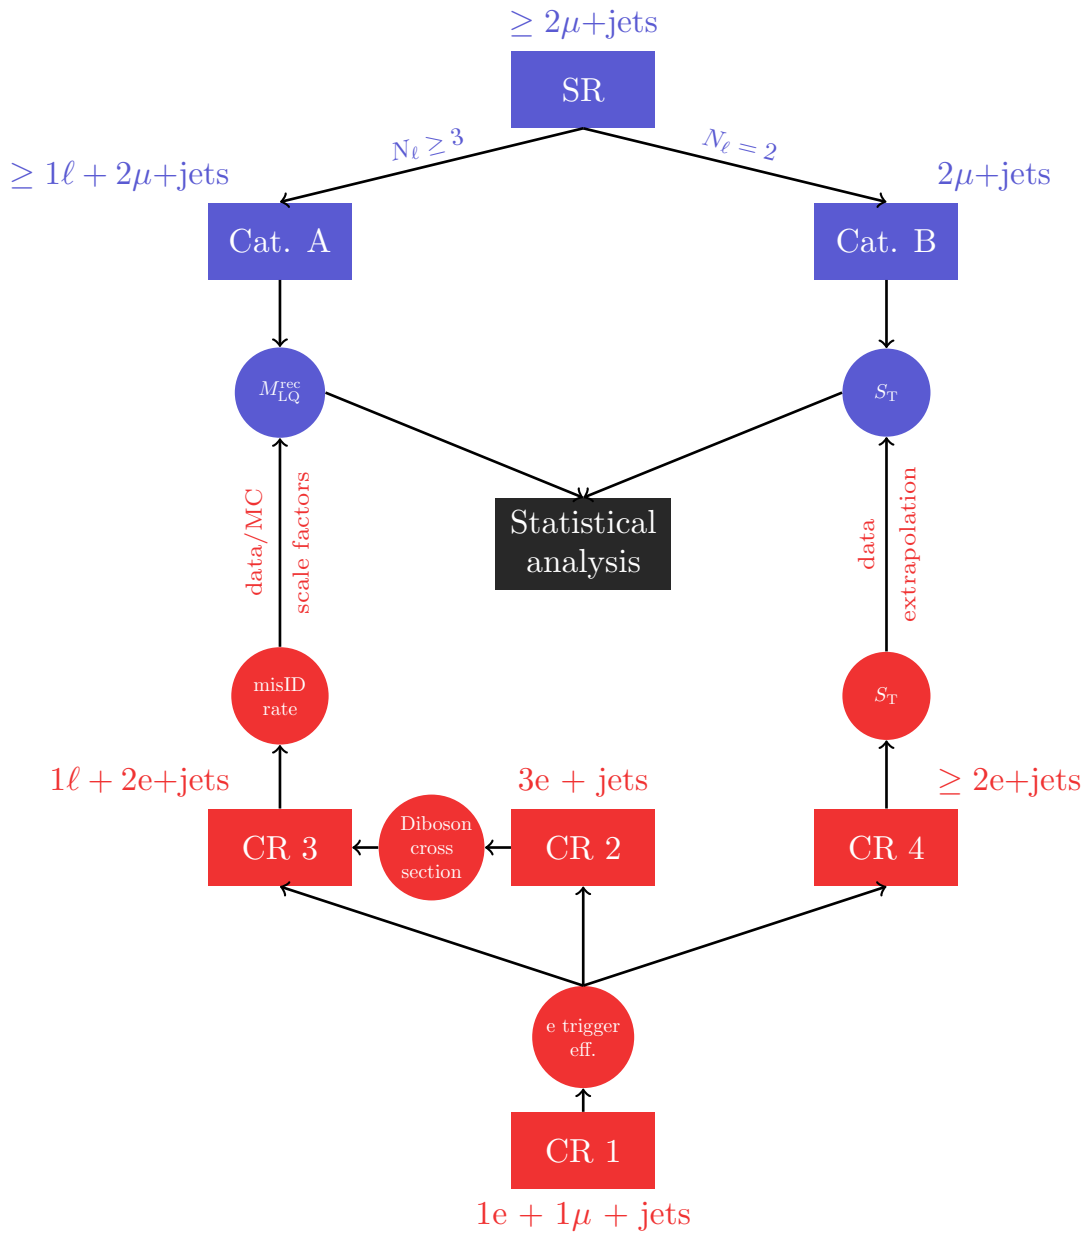 ≥ 2μ+jets
SR
N_ℓ ≥ 3
N_ℓ = 2
≥ 1ℓ + 2μ+jets
2μ+jets
Cat. A
Cat. B
M_LQ^rec
S_T
data/MC
scale factors
Statistical
analysis
data
extrapolation
misID
rate
S_T
1ℓ + 2e+jets
3e + jets
≥ 2e+jets
CR 3
Diboson
cross
section
CR 2
CR 4
e trigger
eff.
CR 1
1e + 1μ + jets